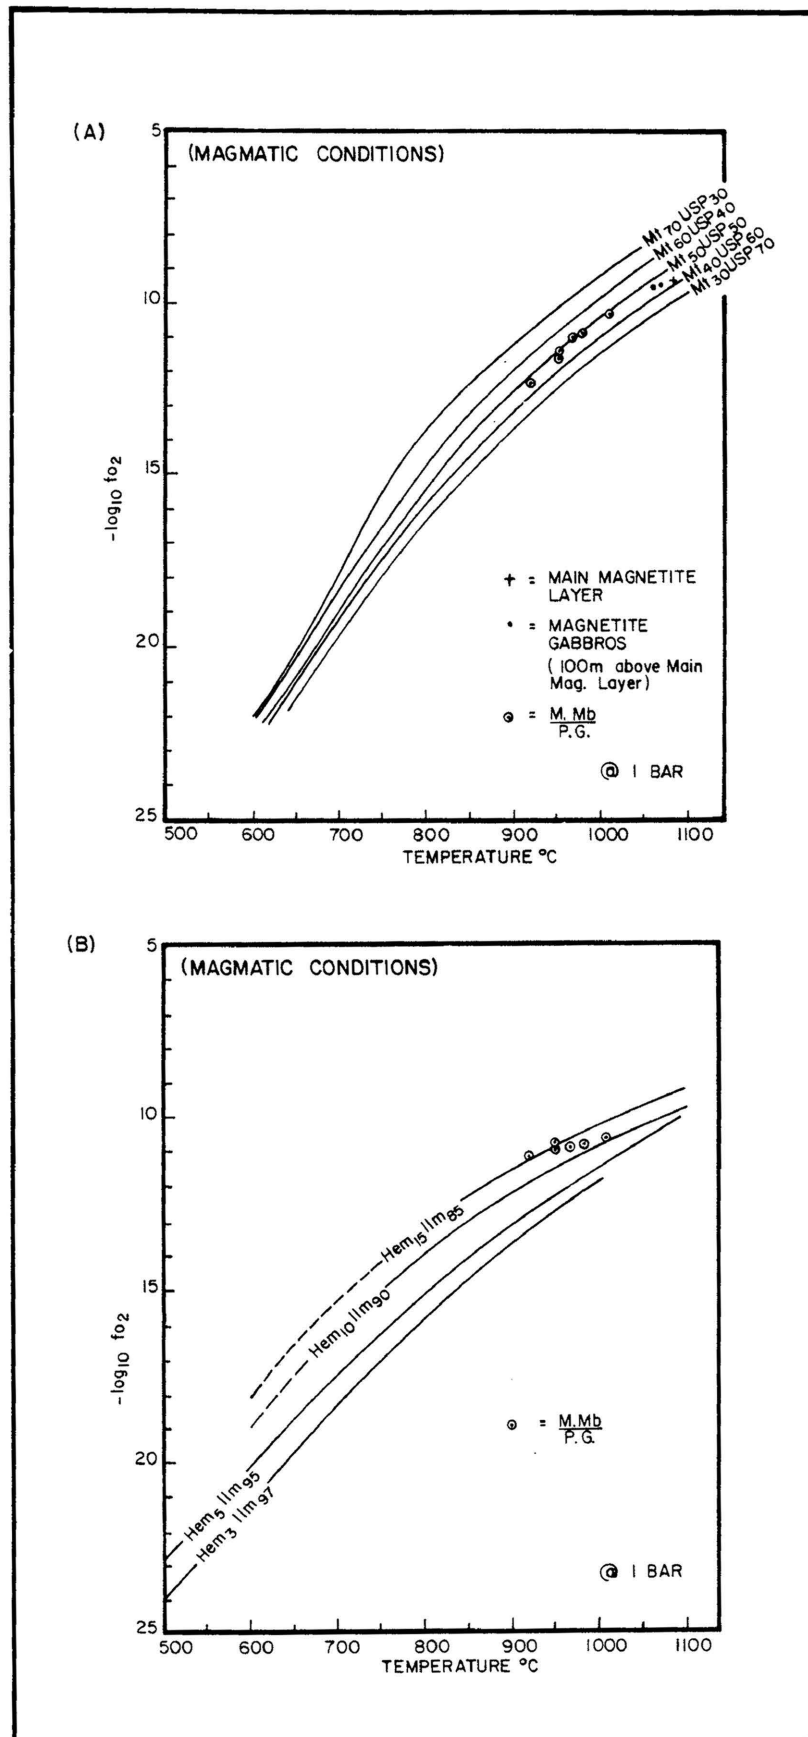 (A)
(MAGMATIC CONDITIONS)
5
10
15
20
25
-log₁₀ fo₂
Mt₇₀USP₃₀
Mt₆₀USP₄₀
Mt₅₀USP₅₀
Mt₄₀USP₆₀
Mt₃₀USP₇₀
+ = MAIN MAGNETITE
LAYER
• = MAGNETITE
GABBROS
(100m above Main
Mag. Layer)
⊙ = M.Mb
P.G.
@ 1 BAR
500 600 700 800 900 1000 1100
TEMPERATURE °C
(B)
(MAGMATIC CONDITIONS)
5
10
15
20
25
-log₁₀ fo₂
Hem₁₅Ilm₈₅
Hem₁₀Ilm₉₀
Hem₅Ilm₉₅
Hem₃Ilm₉₇
⊙ = M.Mb
P.G.
@ 1 BAR
500 600 700 800 900 1000 1100
TEMPERATURE °C